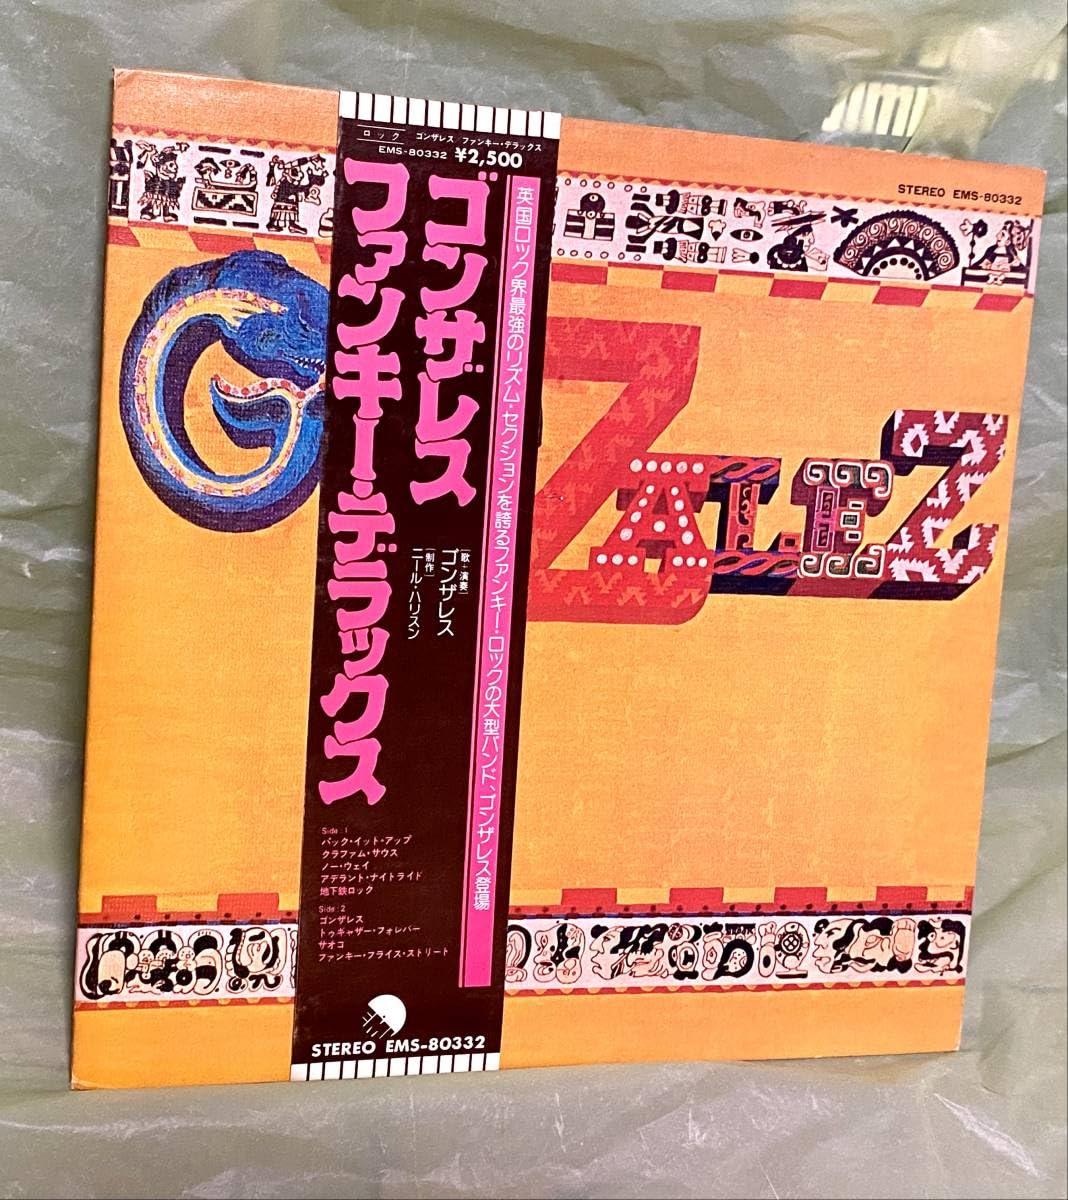 ロック ゴンザレス/ファンキー・デラックス
EMS-80332 ¥2,500
英国ロック界最強のリズム・セクションを誇るファンキー・ロックの大型バンド、ゴンザレス登場
ゴンザレス
ファンキー・デラックス
[歌・演奏]
ゴンザレス
[制作]
ニール・ハリスン
Side:1
バック・イット・アップ
クラファム・サウス
ノー・ウェイ
アデラント・ナイトライド
地下鉄ロック
Side:2
ゴンザレス
トゥギャザー・フォレバー
サオコ
ファンキー・フライス・ストリート
STEREO EMS-80332
STEREO EMS-80332
G ZALEZ